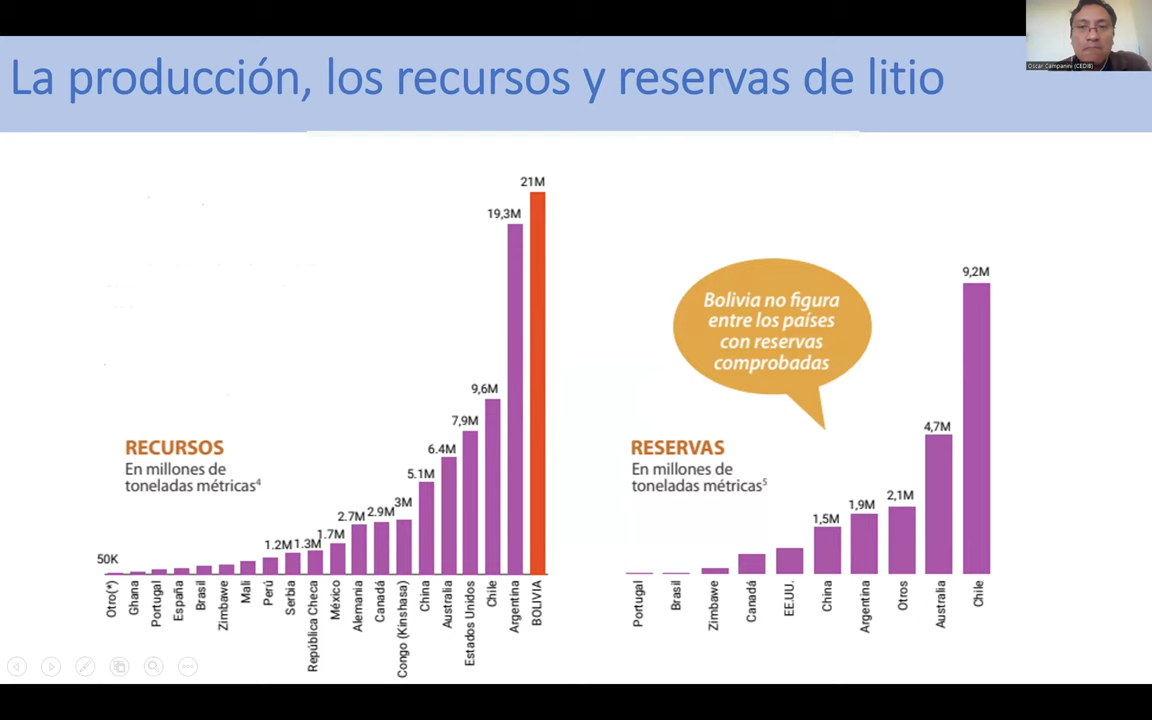 Oscar Campanini (CEDIB)
La producción, los recursos y reservas de litio
RECURSOS
En millones de
toneladas métricas⁴
50K
1.2M
1.3M
1.7M
2.7M
2.9M
3M
5.1M
6.4M
7,9M
9,6M
19,3M
21M
Otro(*)
Ghana
Portugal
España
Brasil
Zimbawe
Mali
Perú
Serbia
República Checa
México
Alemania
Canadá
Congo (Kinshasa)
China
Australia
Estados Unidos
Chile
Argentina
BOLIVIA
Bolivia no figura
entre los países
con reservas
comprobadas
RESERVAS
En millones de
toneladas métricas⁵
1,5M
1,9M
2,1M
4,7M
9,2M
Portugal
Brasil
Zimbawe
Canadá
EE.UU.
China
Argentina
Otros
Australia
Chile